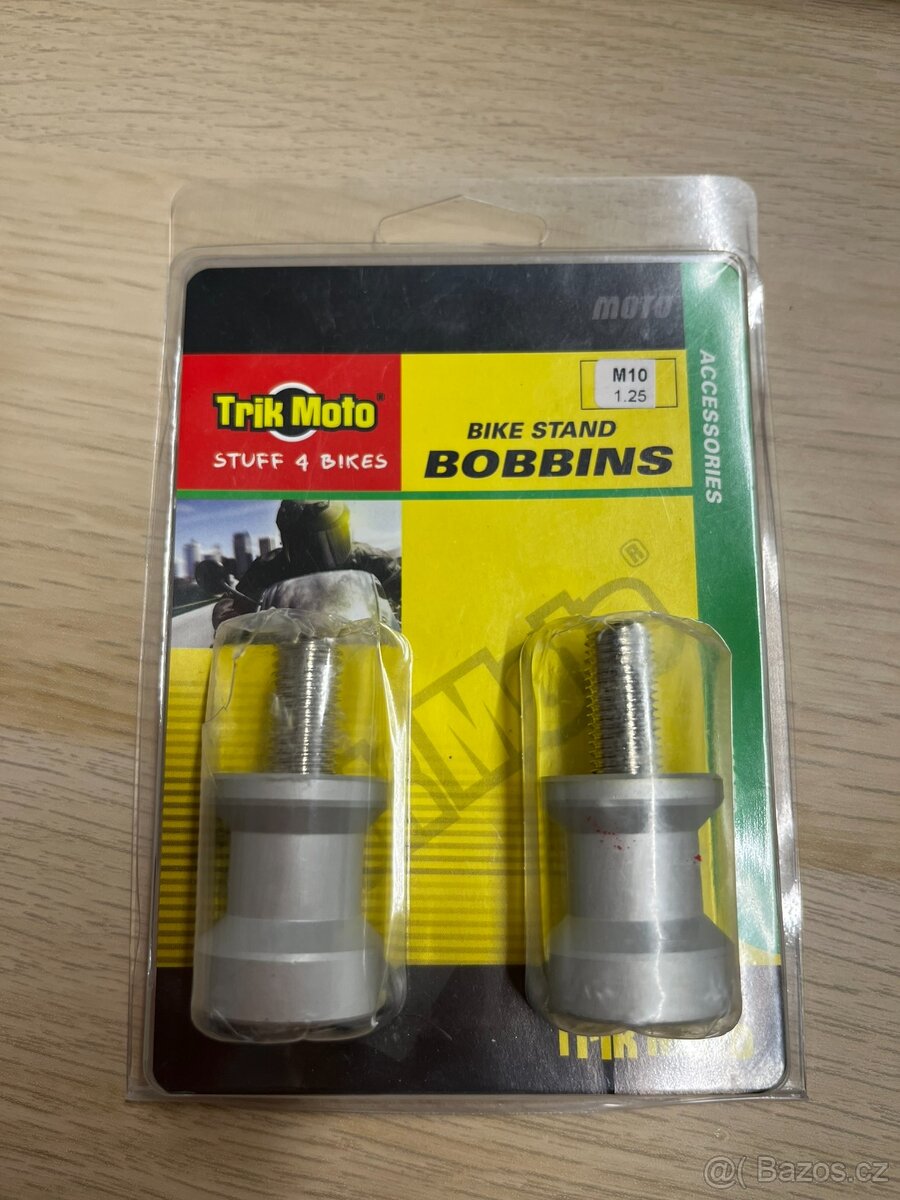 moto
M10
1.25
ACCESSORIES
Trik Moto®
STUFF 4 BIKES
BIKE STAND
BOBBINS
®
@( Bazos.cz